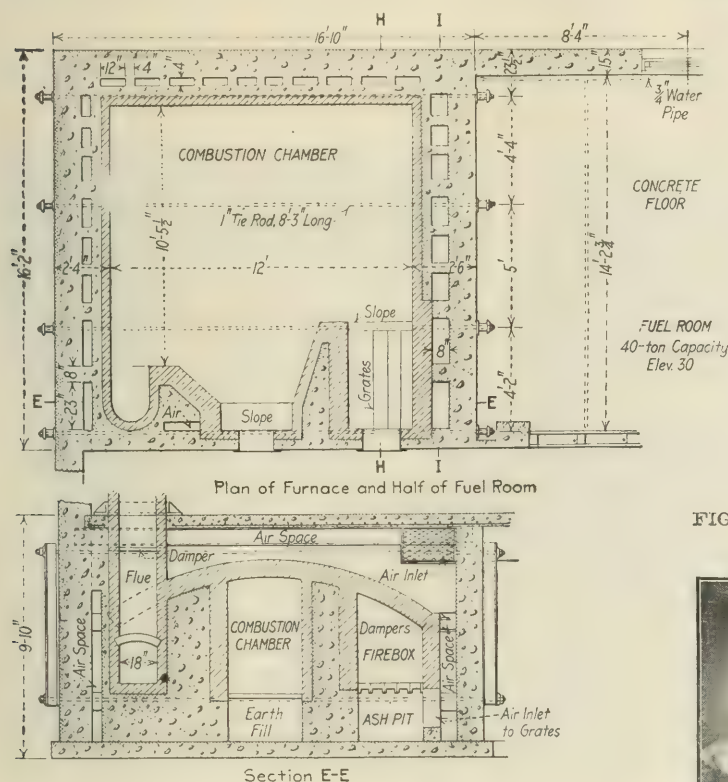 16'-10"
H
I
8'-4"
12"
4"
4"
23½"
15"
¾" Water
Pipe
COMBUSTION CHAMBER
4'-4"
CONCRETE
FLOOR
1" Tie Rod, 8'-3" Long
10'-5½"
16'-2"
2'-4"
12'
2'-6"
5'
14'-2¾"
Slope
FUEL ROOM
40-ton Capacity
Elev. 30
8"
8"
Grates
E
E
23"
Air
Slope
4'-2"
H
I
Plan of Furnace and Half of Fuel Room
FIG
Air Space
Damper
Flue
Air Inlet
9'-10"
Air Space
COMBUSTION
CHAMBER
Dampers
FIREBOX
Air Space
18"
Earth
Fill
ASH PIT
Air Inlet
to Grates
Section E-E